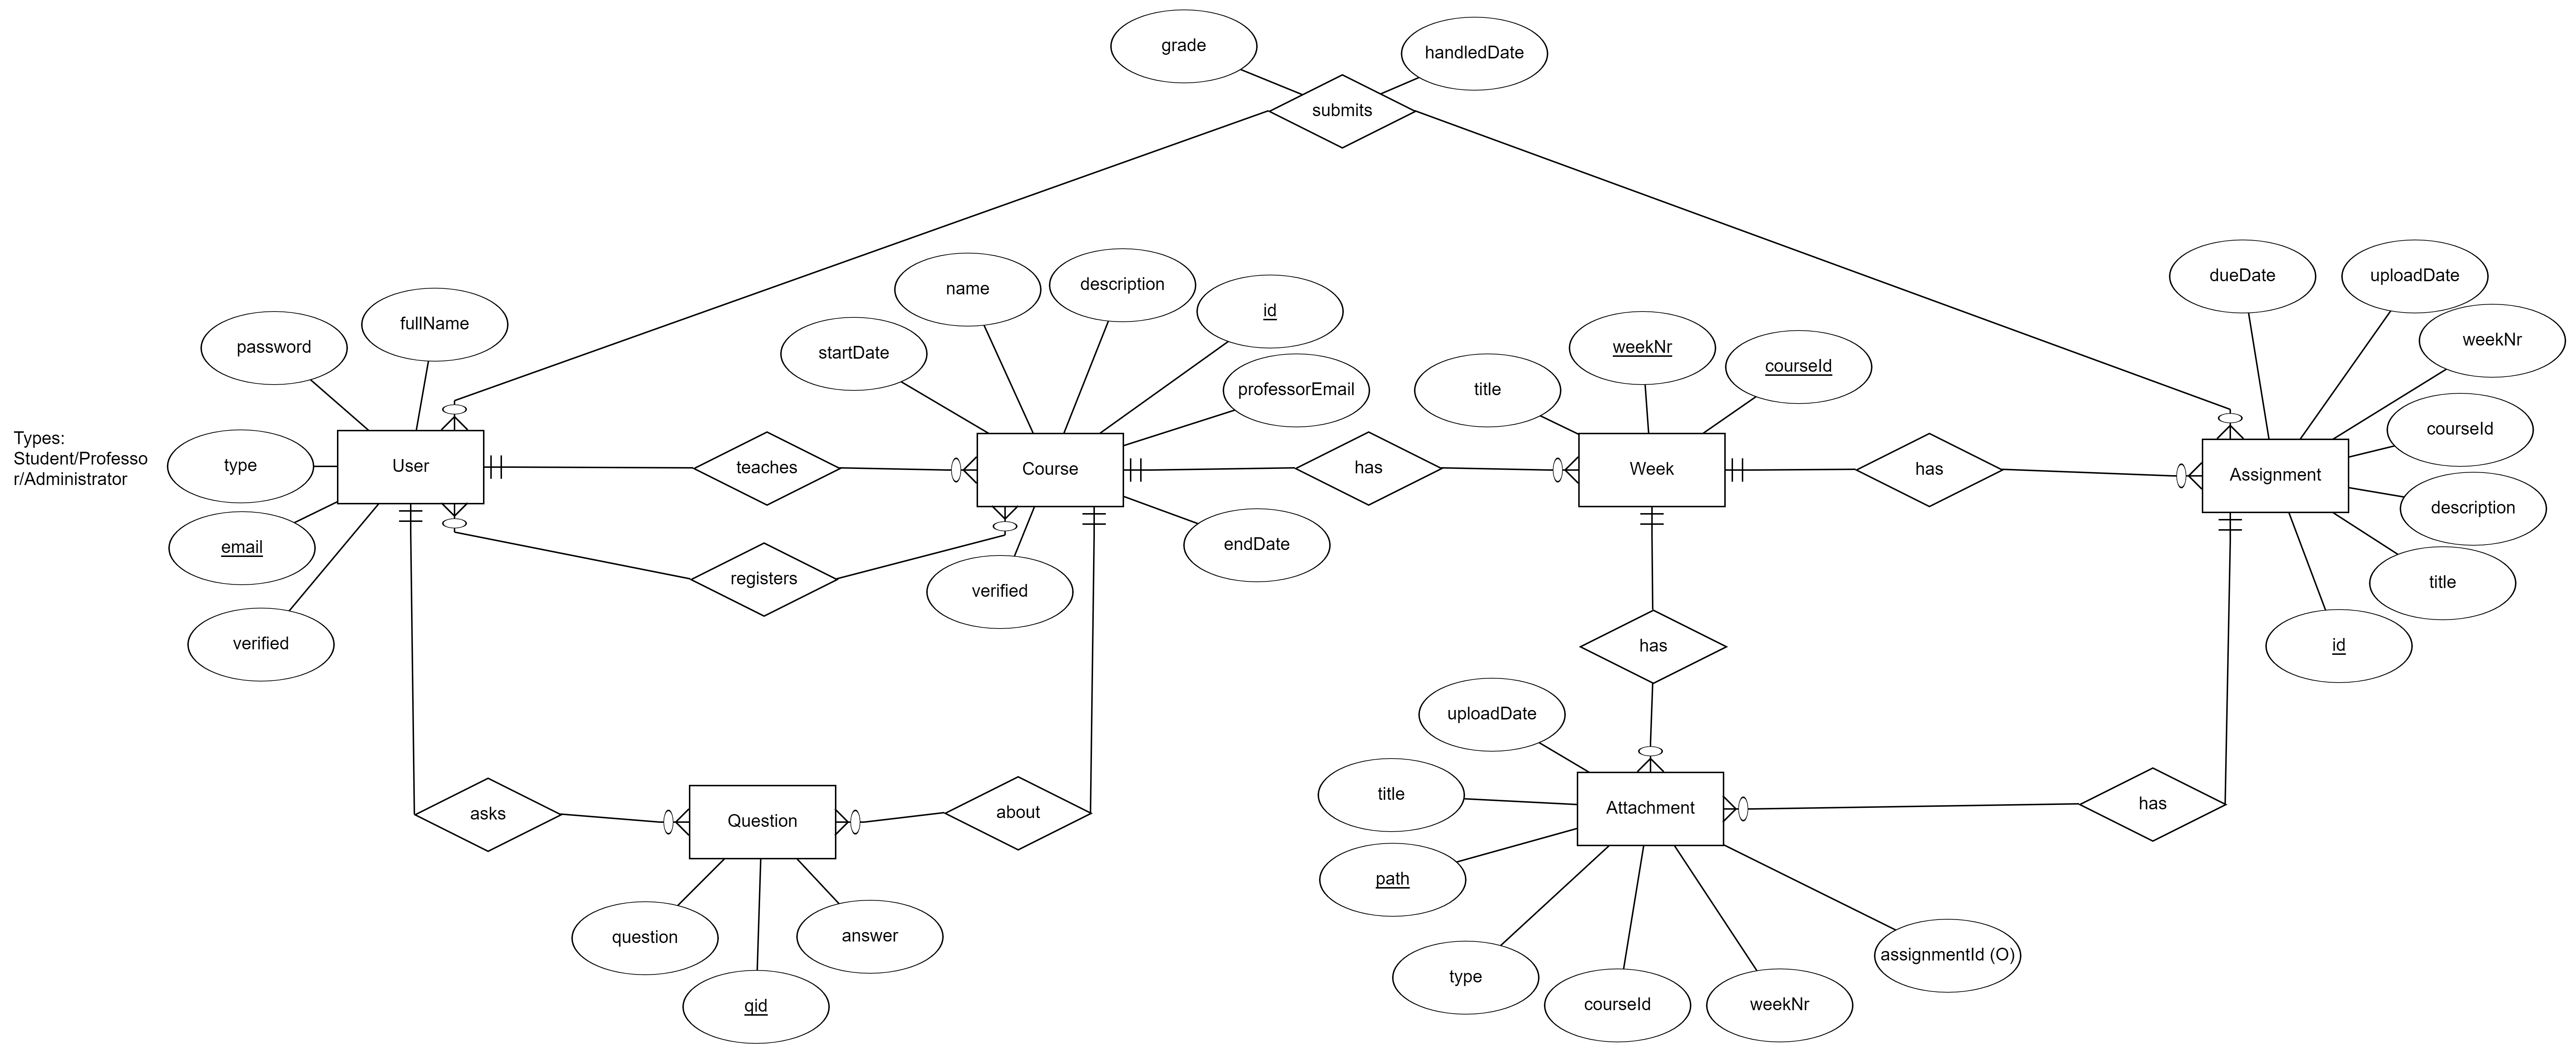 grade
handledDate
submits
name
description
id
startDate
professorEmail
fullName
password
Types:
Student/Professo
r/Administrator
type
User
email
verified
teaches
registers
Course
verified
endDate
has
title
weekNr
courseId
Week
has
dueDate
uploadDate
weekNr
courseId
Assignment
description
title
id
has
uploadDate
title
Attachment
path
has
type
courseId
weekNr
assignmentId (O)
asks
Question
about
question
qid
answer